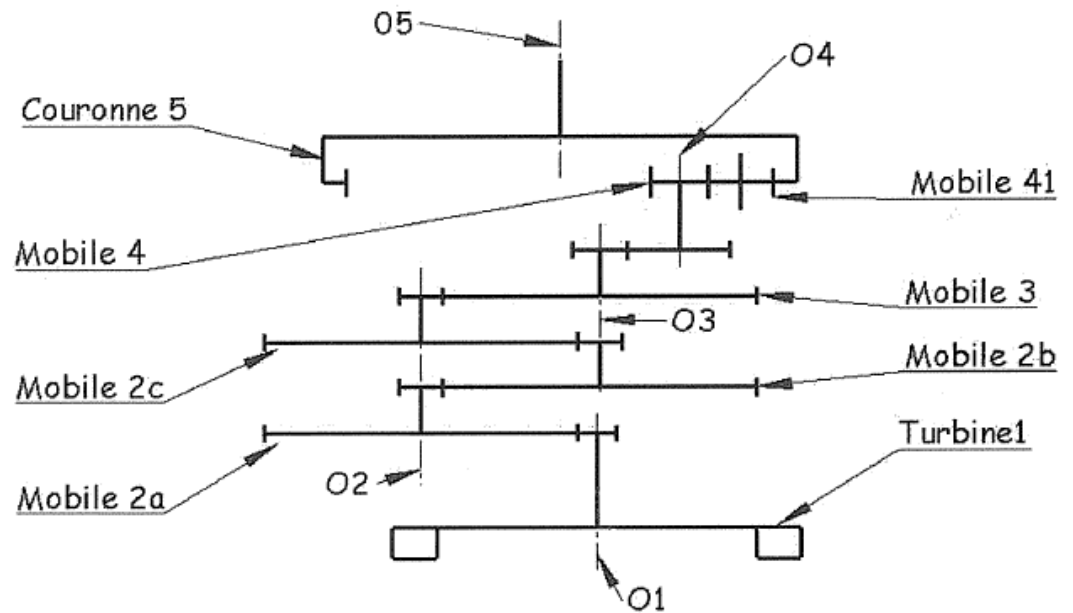 O5
O4
Couronne 5
Mobile 41
Mobile 4
Mobile 3
O3
Mobile 2c
Mobile 2b
Turbine1
O2
Mobile 2a
O1